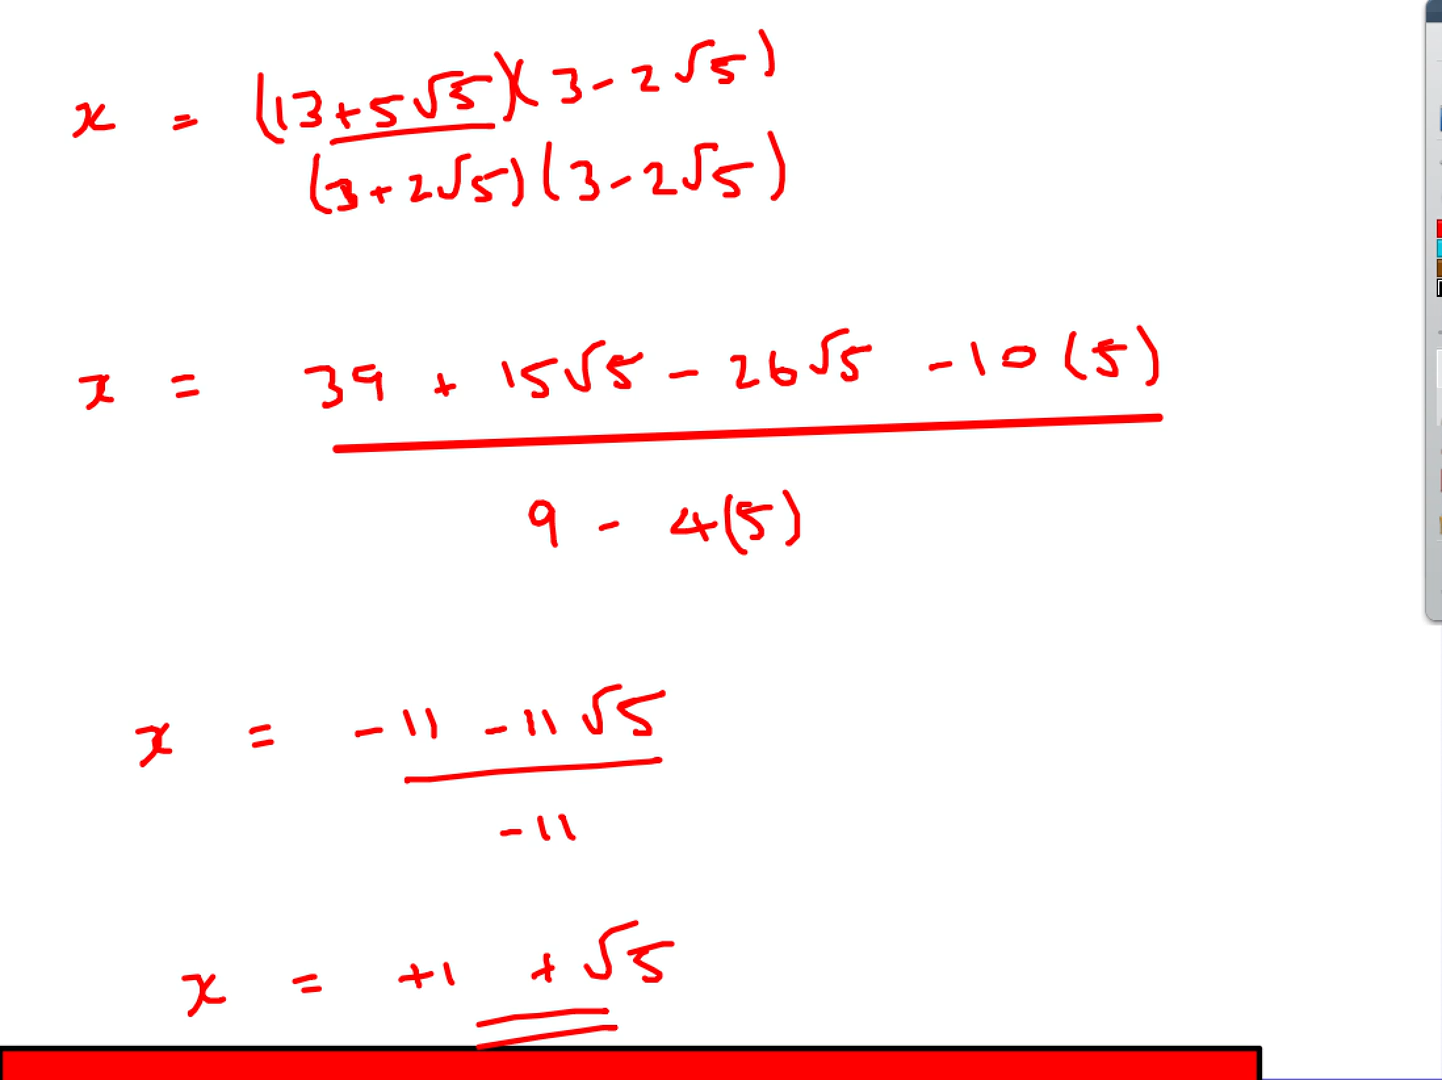 x = (13+5√5)(3-2√5)
(3+2√5)(3-2√5)
x = 39 + 15√5 - 26√5 -10(5)
9 - 4(5)
x = -11 -11√5
-11
x = +1 +√5